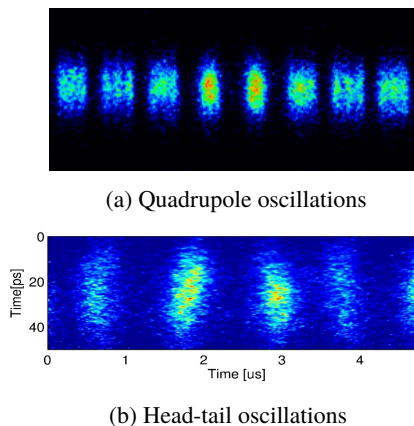 (a) Quadrupole oscillations
0
20
40
Time[ps]
0 1 2 3 4
Time [us]
(b) Head-tail oscillations